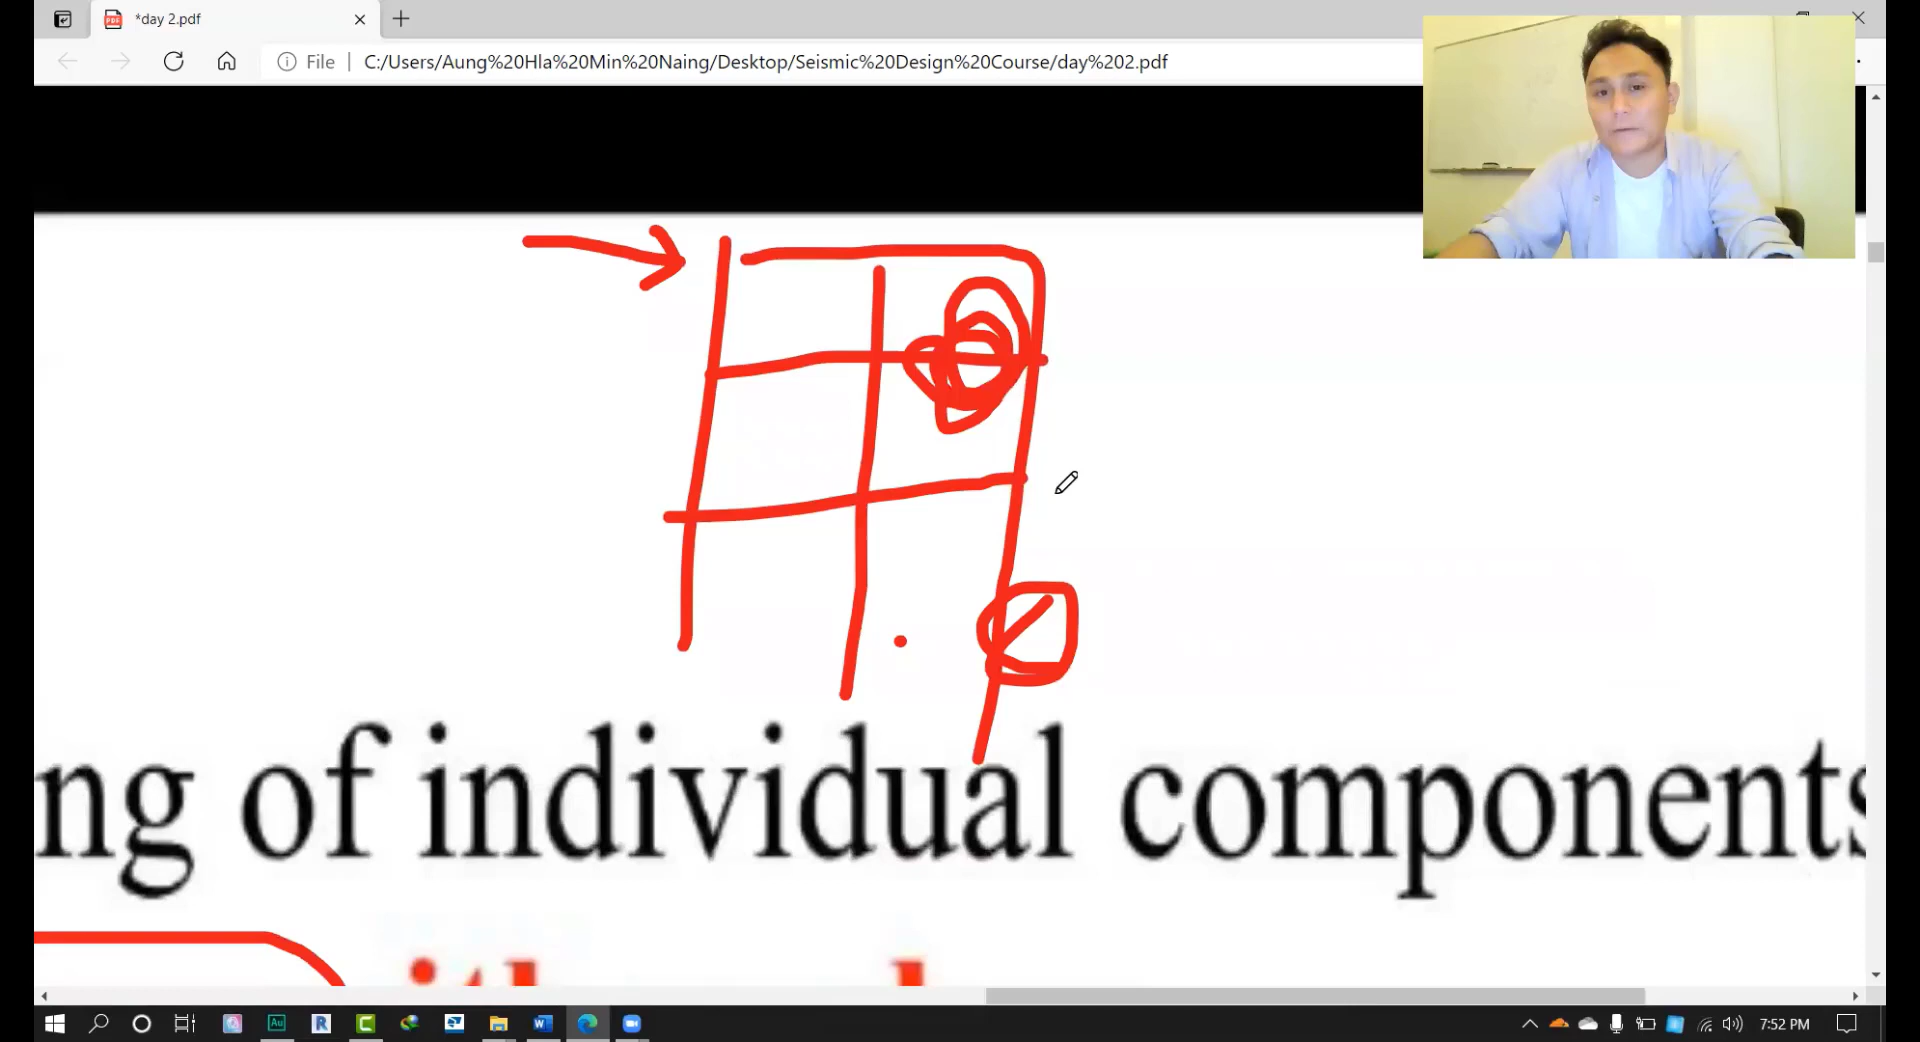 *day 2.pdf
File
C:/Users/Aung%20Hla%20Min%20Naing/Desktop/Seismic%20Design%20Course/day%202.pdf
ng of individual components
7:52 PM